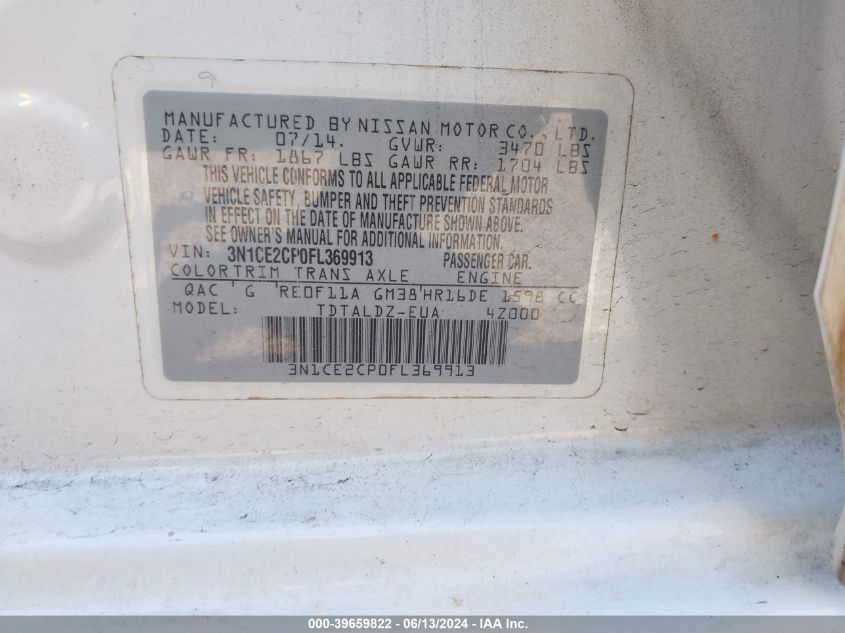 MANUFACTURED BY NISSAN MOTOR CO., LTD.
DATE: 07/14. GVWR: 3470 LBS
GAWR FR: 1867 LBS GAWR RR: 1704 LBS
THIS VEHICLE CONFORMS TO ALL APPLICABLE FEDERAL MOTOR
VEHICLE SAFETY, BUMPER AND THEFT PREVENTION STANDARDS
IN EFFECT ON THE DATE OF MANUFACTURE SHOWN ABOVE.
SEE OWNER'S MANUAL FOR ADDITIONAL INFORMATION.
VIN: 3N1CE2CP0FL369913 PASSENGER CAR.
COLORTRIM TRANS AXLE ENGINE
QAC ' G 'RE0F11A GM38'HR16DE 1598 CC
MODEL: TDTALDZ-EUA 4Z000
3N1CE2CP0FL369913
000-39659822 - 06/13/2024 - IAA Inc.